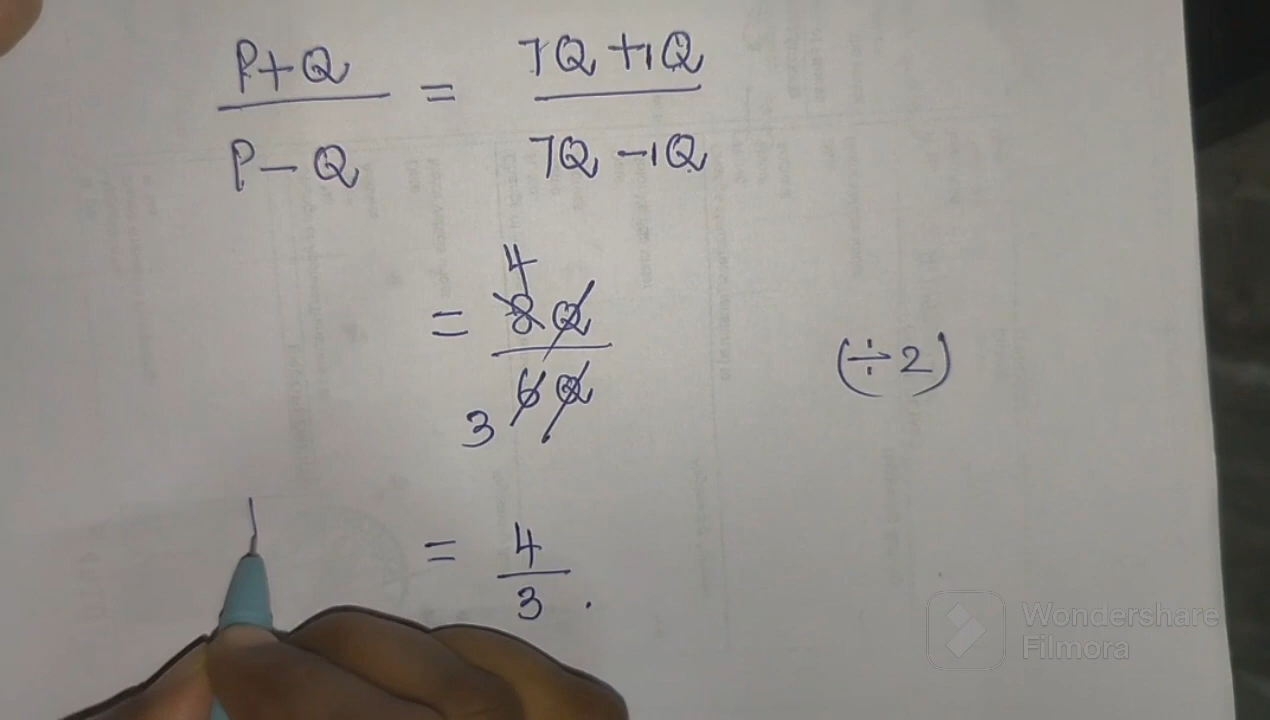 P+Q = 7Q+1Q
P-Q 7Q-1Q
4
= 8Q
6Q
3
(÷2)
= 4
3 .
Wondershare
Filmora